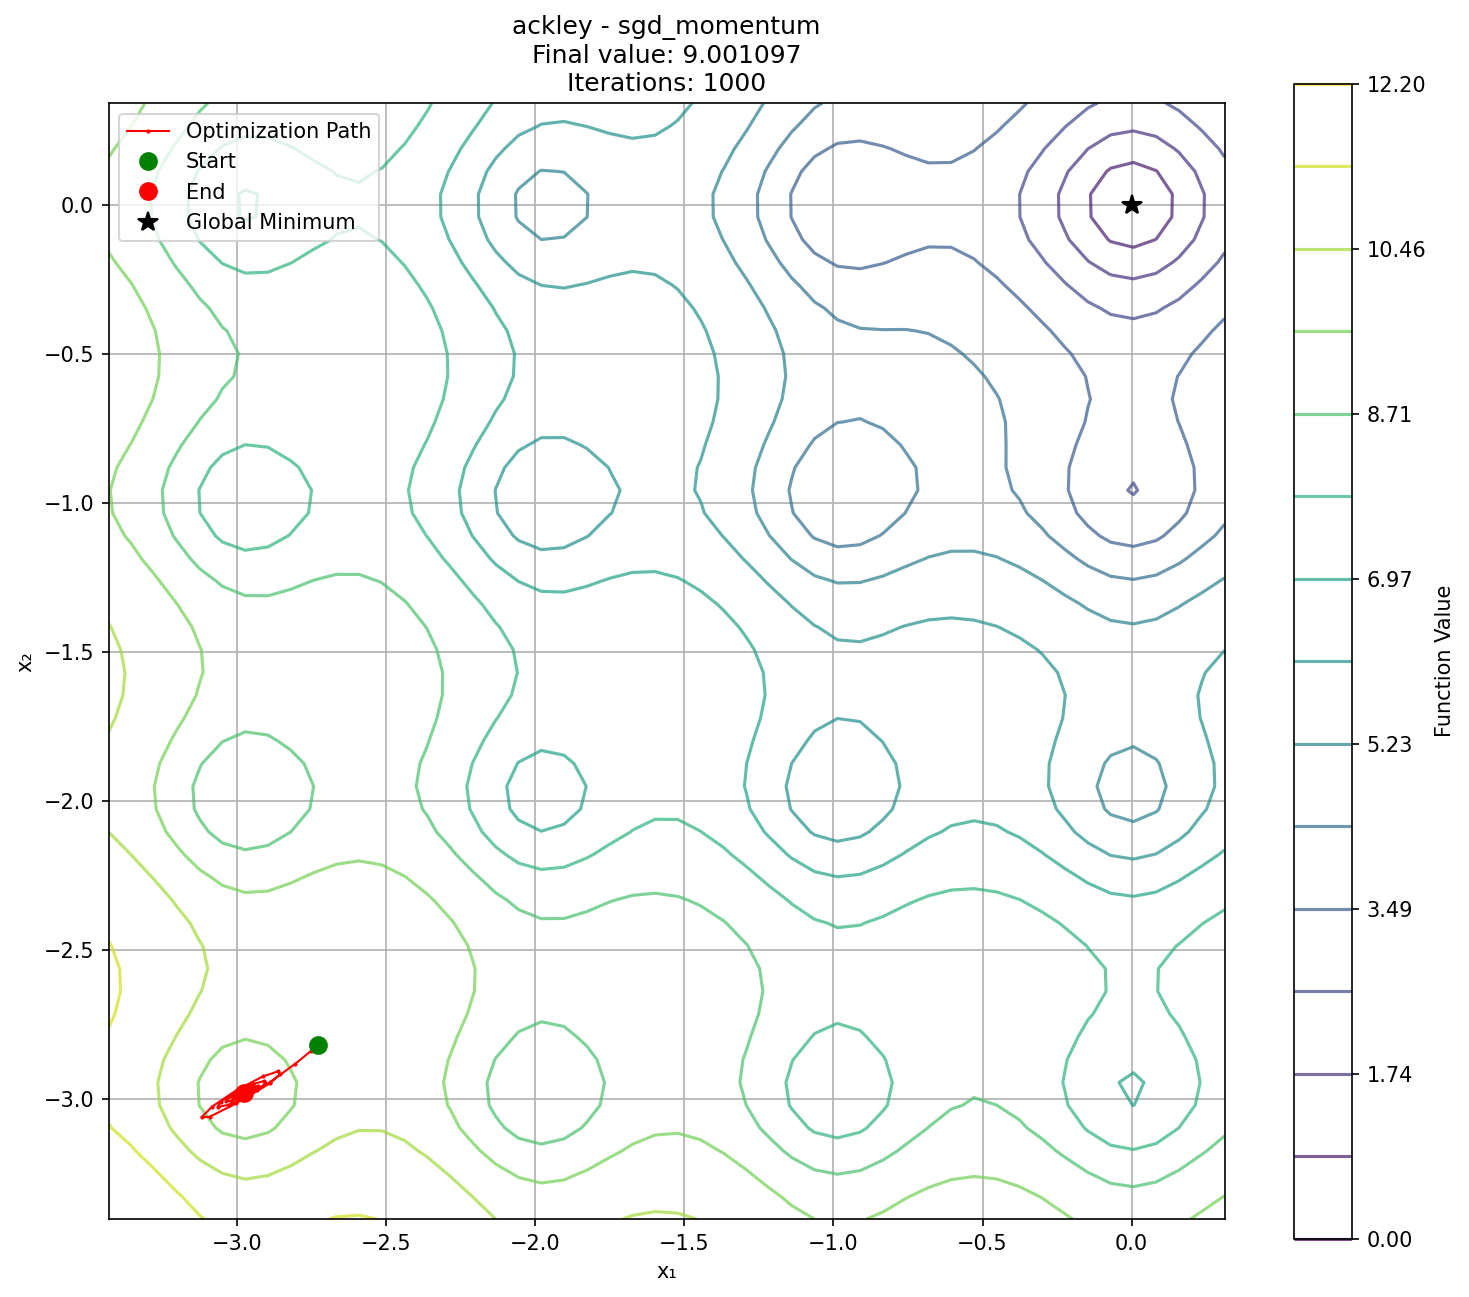 ackley - sgd_momentum
Final value: 9.001097
Iterations: 1000
Optimization Path
Start
End
Global Minimum
0.0
−0.5
−1.0
−1.5
−2.0
−2.5
−3.0
x₂
−3.0 −2.5 −2.0 −1.5 −1.0 −0.5 0.0
x₁
12.20
10.46
8.71
6.97
5.23
3.49
1.74
0.00
Function Value